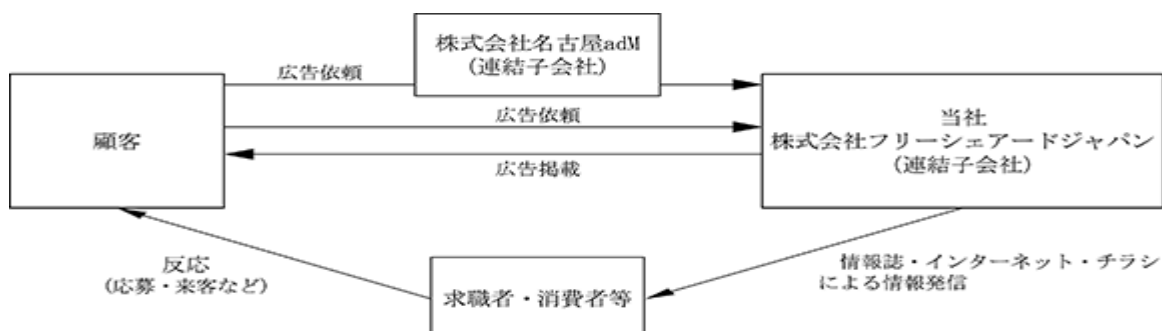 株式会社名古屋adM
(連結子会社)
広告依頼
広告依頼
広告掲載
顧客
当社
株式会社フリーシェアードジャパン
(連結子会社)
反応
(応募・来客など)
求職者・消費者等
情報誌・インターネット・チラシ
による情報発信